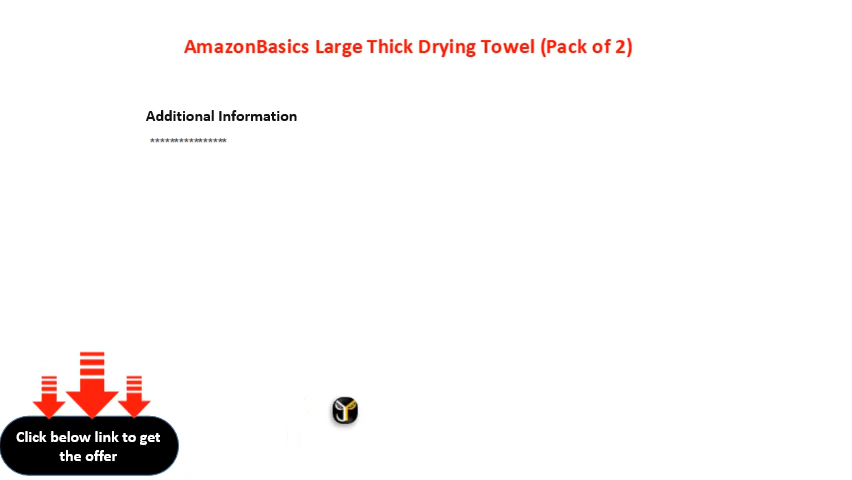 AmazonBasics Large Thick Drying Towel (Pack of 2)
Additional Information
****************
Click below link to get
the offer